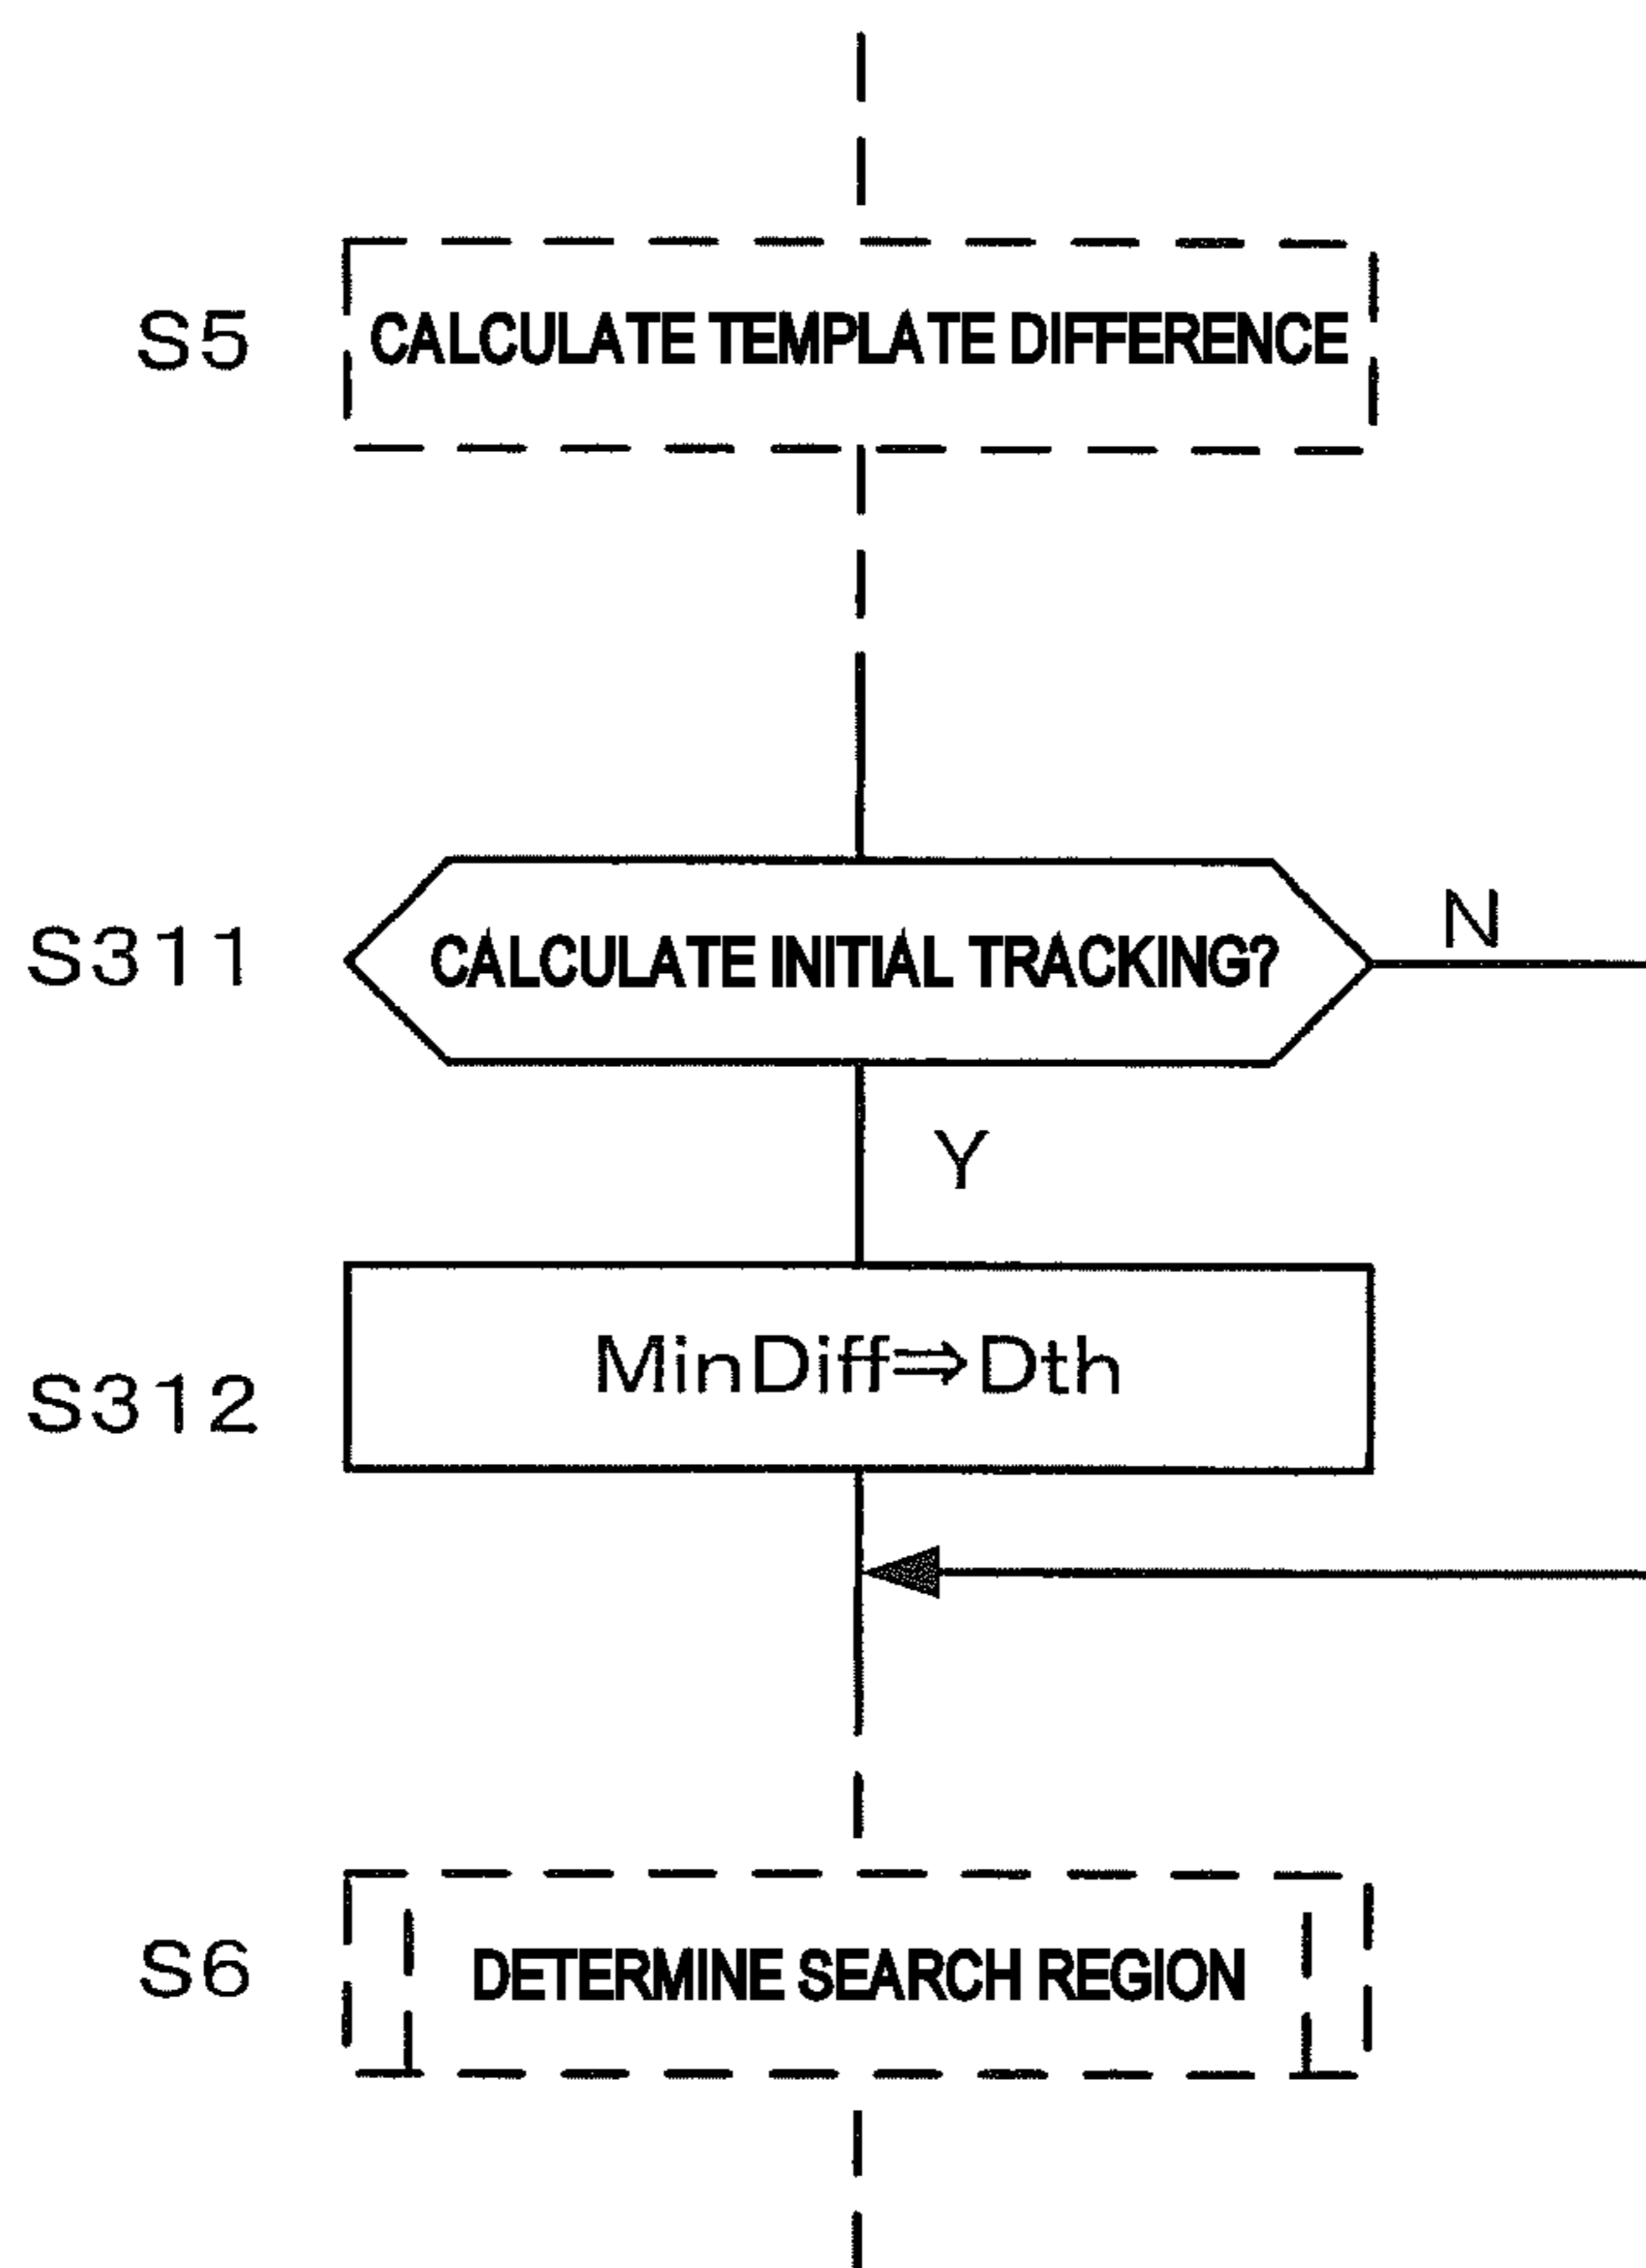 S5 CALCULATE TEMPLATE DIFFERENCE
S311 CALCULATE INITIAL TRACKING? N
Y
S312 MinDiff⇒Dth
S6 DETERMINE SEARCH REGION